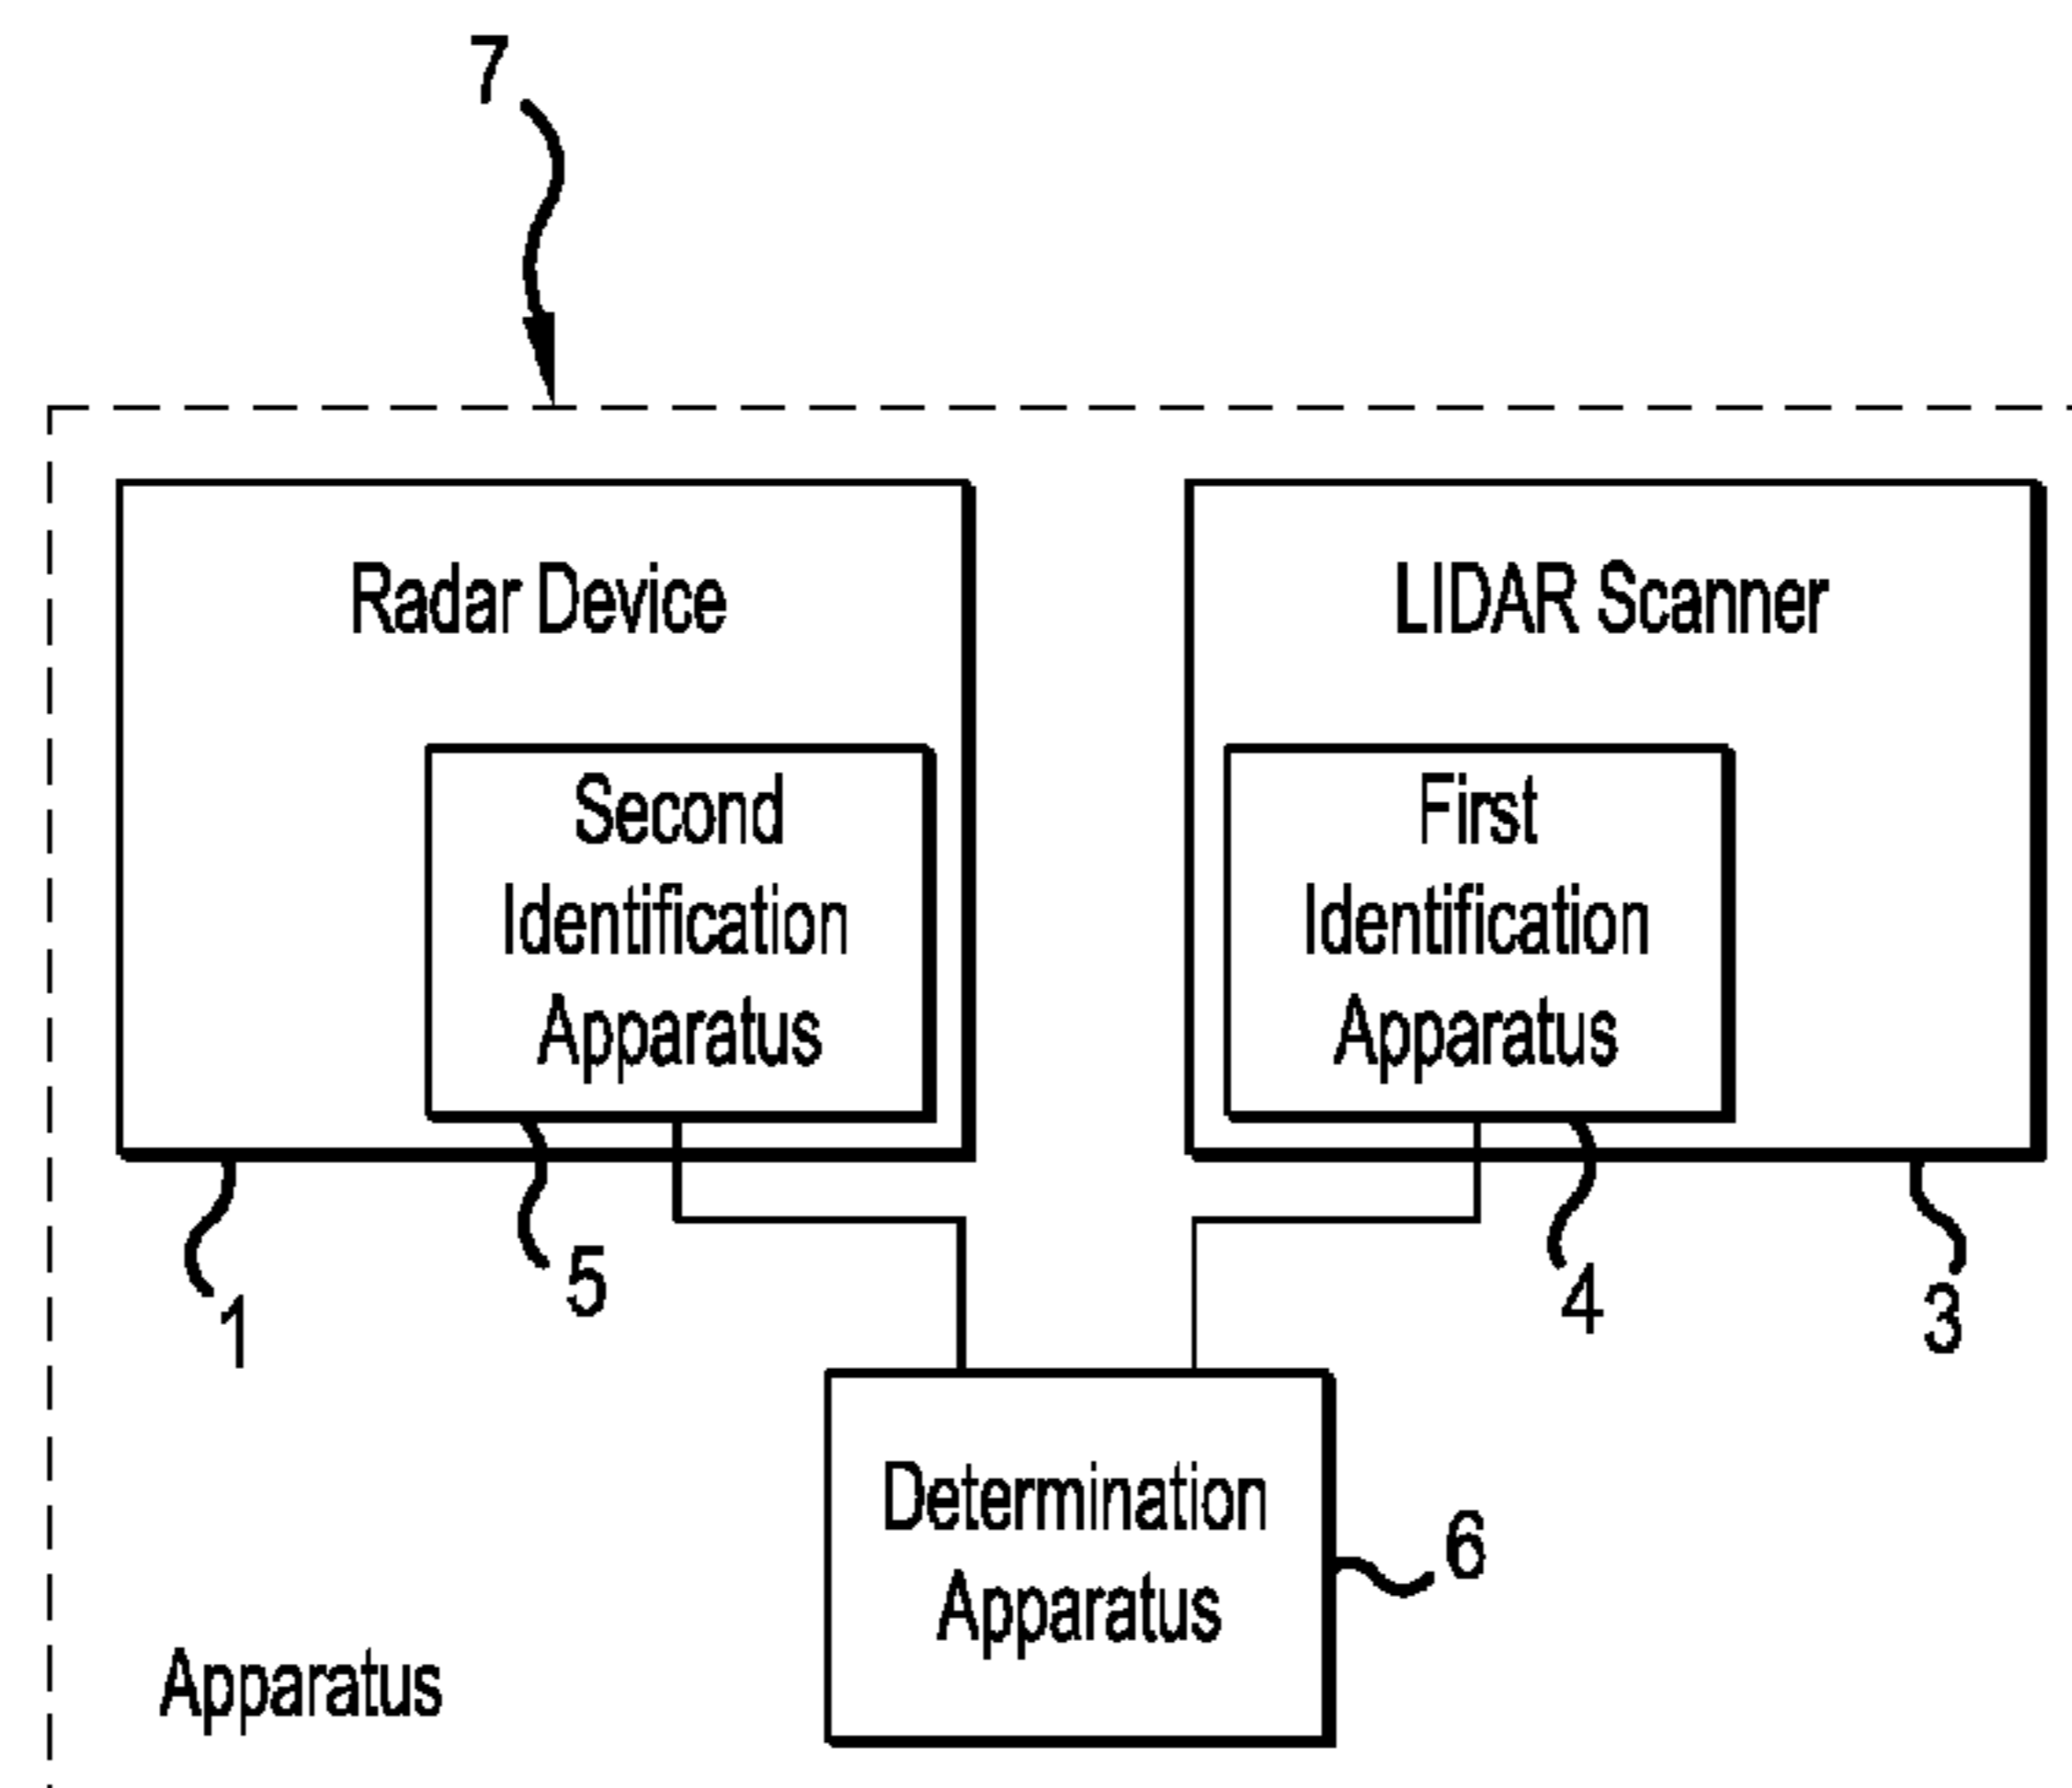 7
Radar Device
LIDAR Scanner
Second
Identification
Apparatus
First
Identification
Apparatus
1
5
4
3
Determination
Apparatus
6
Apparatus